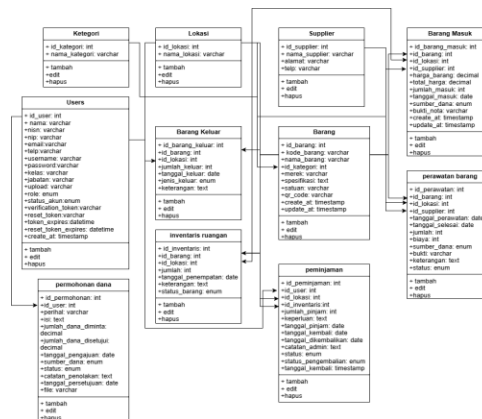 Ketegori
+ id_kategori: int
+ nama_kategori: varchar
+ tambah
+ edit
+ hapus
Lokasi
+ id_lokasi: int
+ nama_lokasi: varchar
+ tambah
+ edit
+ hapus
Supplier
+ id_supplier: int
+ nama_supplier: varchar
+ alamat: varchar
+ telp: varchar
+ tambah
+ edit
+ hapus
Barang Masuk
+ id_barang_masuk: int
+ id_barang: int
+ id_lokasi: int
+ id_supplier: int
+ harga_barang: decimal
+ total_harga: decimal
+ jumlah_masuk: int
+ tanggal_masuk: date
+ sumber_dana: enum
+ bukti_nota: varchar
+ create_at: timestamp
+ update_at: timestamp
+ tambah
+ edit
+ hapus
Users
+ id_user: int
+ nama: varchar
+ nisn: varchar
+ nip: varchar
+ email:varchar
+ telp:varchar
+ username: varchar
+ password:varchar
+ kelas: varchar
+ jabatan: varchar
+ upload: varchar
+ role: enum
+ status_akun:enum
+verification_token:varchar
+ reset_token:varchar
+ token_expires:datetime
+ reset_token_expires: datetime
+ create_at: timestamp
+ tambah
+ edit
+ hapus
Barang Keluar
+ id_barang_keluar: int
+ id_barang: int
+ id_lokasi: int
+ jumlah_keluar: int
+ tanggal_keluar: date
+ jenis_keluar: enum
+ keterangan: text
+ tambah
+ edit
+ hapus
Barang
+ id_barang: int
+ kode_barang: varchar
+ nama_barang: varchar
+ id_kategori: int
+ merek: varchar
+ spesifikasi: text
+ satuan: varchar
+ qr_code: varchar
+ create_at: timestamp
+ update_at: timestamp
+ tambah
+ edit
+ hapus
perawatan barang
+ id_perawatan: int
+ id_barang: int
+ id_lokasi: int
+ id_supplier: int
+ tanggal_perawatan: date
+ tanggal_selesai: date
+ jumlah: int
+ biaya: int
+ sumber_dana: enum
+ bukti: varchar
+ keterangan: text
+ status: enum
+ tambah
+ edit
+ hapus
inventaris ruangan
+ id_inventaris: int
+ id_barang: int
+ id_lokasi: int
+ jumlah: int
+ tanggal_penempatan: date
+ keterangan: text
+ status_barang: enum
+ tambah
+ edit
+ hapus
peminjaman
+ id_peminjaman: int
+ id_user: int
+ id_lokasi: int
+ id_inventaris:int
+ jumlah_pinjam: int
+ keperluan: text
+ tanggal_pinjam: date
+ tanggal_kembali: date
+ tanggal_dikembalikan: date
+ catatan_admin: text
+ status: enum
+ status_pengembalian: enum
+ tanggal_kembali: timestamp
+ tambah
+ edit
+ hapus
permohonan dana
+ id_permohonan: int
+ id_user: int
+ perihal: varchar
+ isi: text
+ jumlah_dana_diminta:
decimal
+ jumlah_dana_disetujui:
decimal
+ tanggal_pengajuan: date
+ sumber_dana: enum
+ status: enum
+ catatan_penolakan: text
+ tanggal_persetujuan: date
+ file: varchar
+ tambah
+ edit
+ hapus